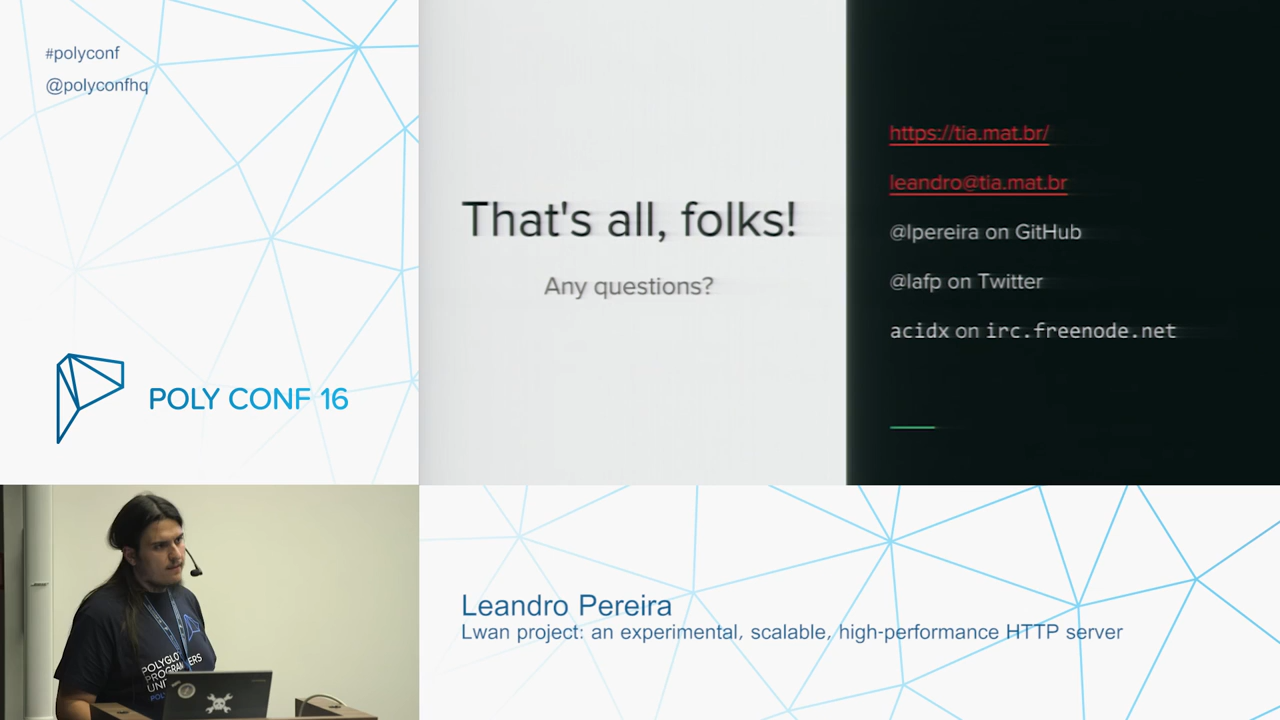 #polyconf
@polyconfhq
POLY CONF 16
That's all, folks!
Any questions?
https://tia.mat.br/
leandro@tia.mat.br
@lpereira on GitHub
@lafp on Twitter
acidx on irc.freenode.net
Leandro Pereira
Lwan project: an experimental, scalable, high-performance HTTP server